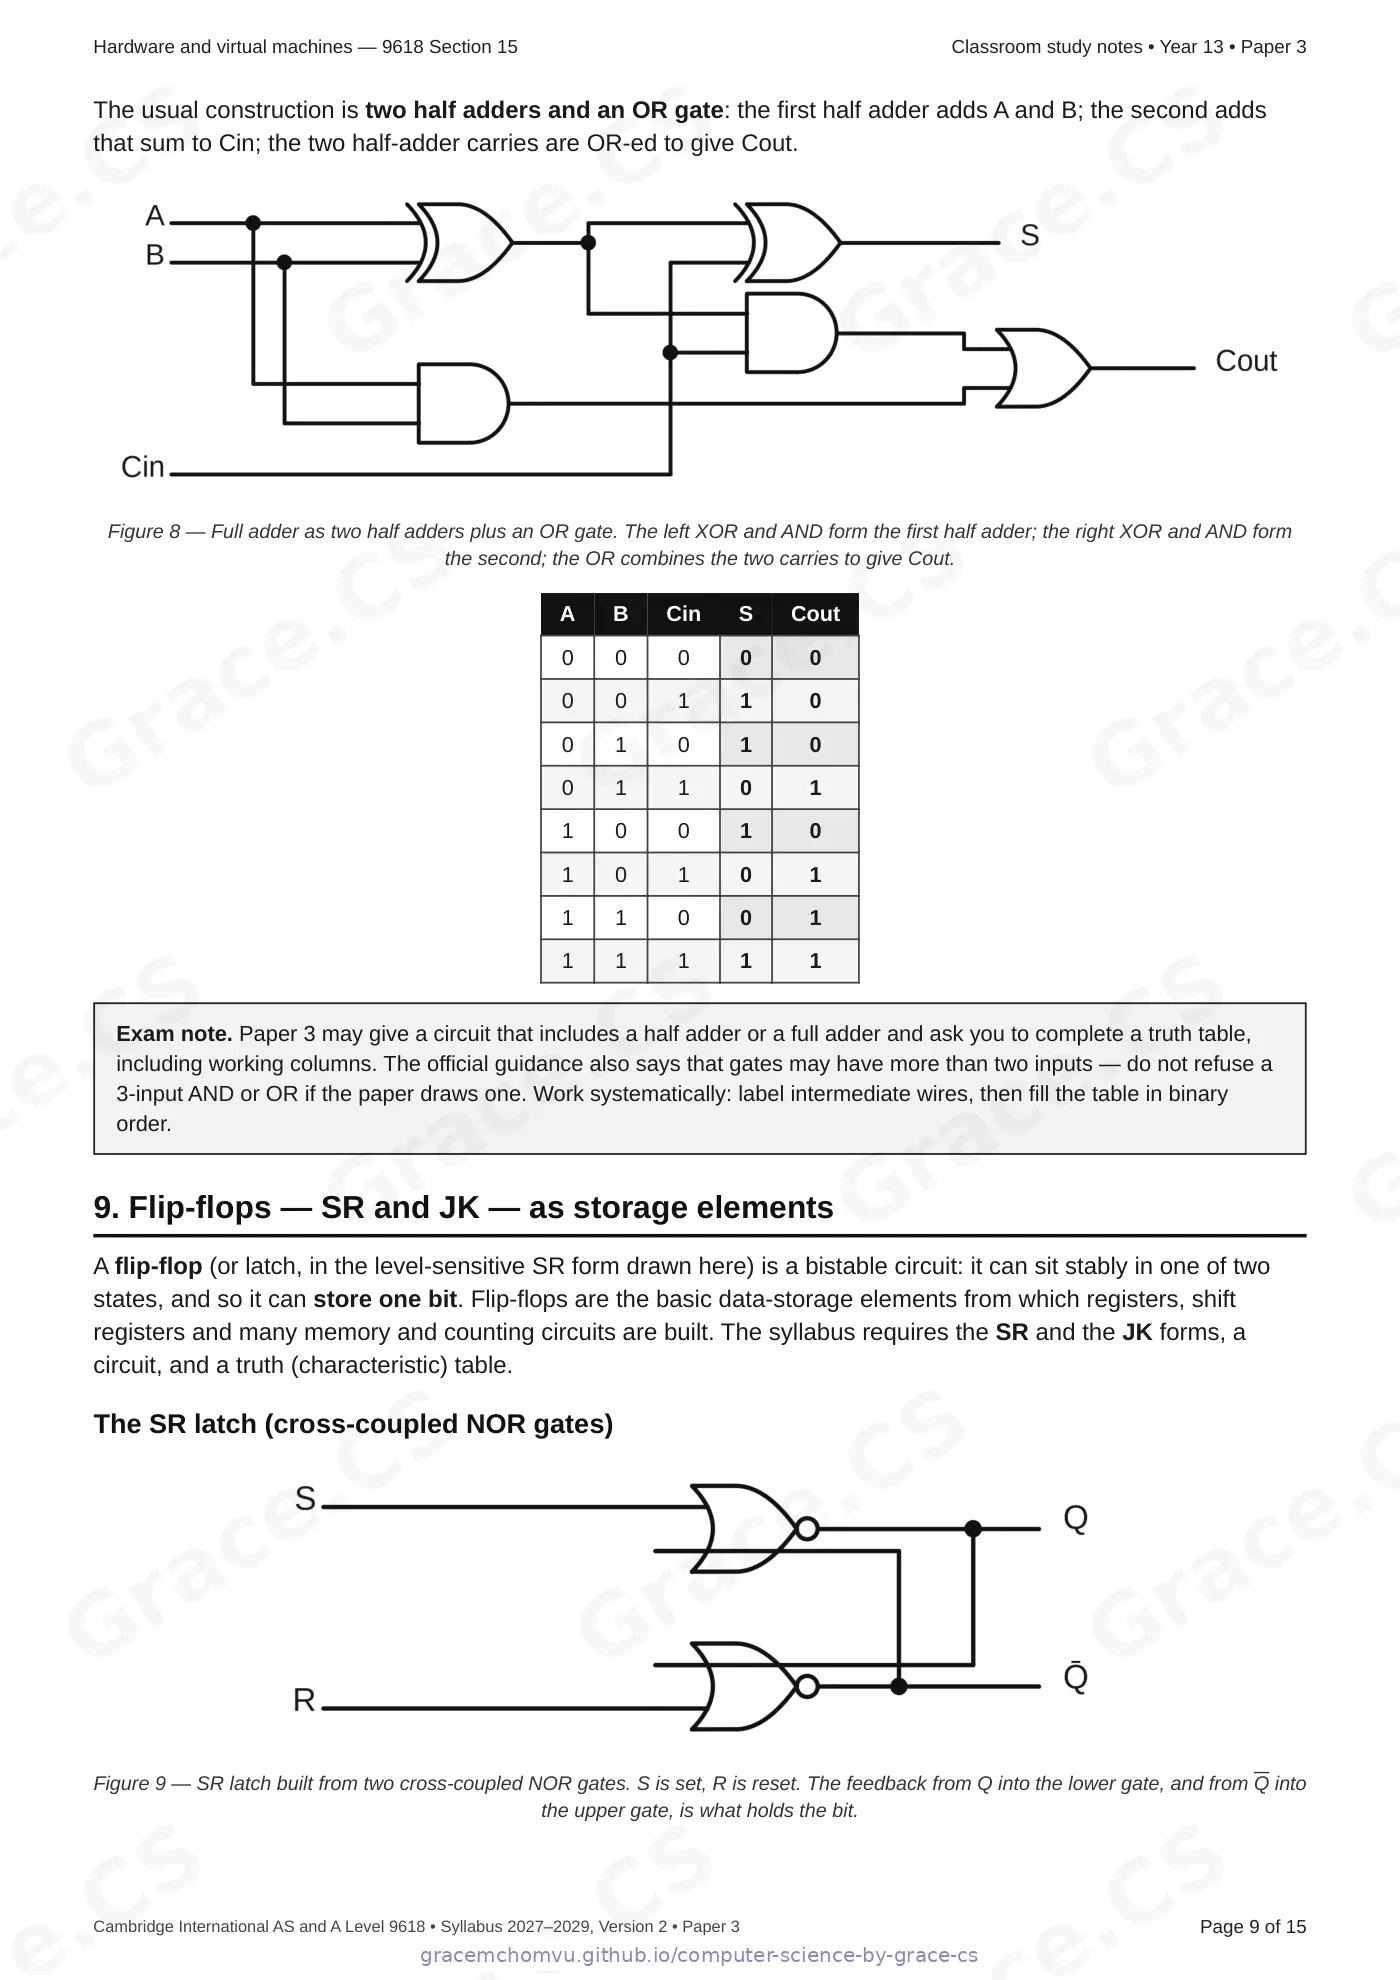 Hardware and virtual machines — 9618 Section 15
Classroom study notes • Year 13 • Paper 3
The usual construction is two half adders and an OR gate: the first half adder adds A and B; the second adds
that sum to Cin; the two half-adder carries are OR-ed to give Cout.
A
B
S
Cout
Cin
Figure 8 — Full adder as two half adders plus an OR gate. The left XOR and AND form the first half adder; the right XOR and AND form
the second; the OR combines the two carries to give Cout.
A B Cin S Cout
0 0 0 0 0
0 0 1 1 0
0 1 0 1 0
0 1 1 0 1
1 0 0 1 0
1 0 1 0 1
1 1 0 0 1
1 1 1 1 1
Exam note. Paper 3 may give a circuit that includes a half adder or a full adder and ask you to complete a truth table,
including working columns. The official guidance also says that gates may have more than two inputs — do not refuse a
3-input AND or OR if the paper draws one. Work systematically: label intermediate wires, then fill the table in binary
order.
9. Flip-flops — SR and JK — as storage elements
A flip-flop (or latch, in the level-sensitive SR form drawn here) is a bistable circuit: it can sit stably in one of two
states, and so it can store one bit. Flip-flops are the basic data-storage elements from which registers, shift
registers and many memory and counting circuits are built. The syllabus requires the SR and the JK forms, a
circuit, and a truth (characteristic) table.
The SR latch (cross-coupled NOR gates)
S
Q
R
Q̄
Figure 9 — SR latch built from two cross-coupled NOR gates. S is set, R is reset. The feedback from Q into the lower gate, and from Q̄ into
the upper gate, is what holds the bit.
Cambridge International AS and A Level 9618 • Syllabus 2027–2029, Version 2 • Paper 3
Page 9 of 15
gracemchomvu.github.io/computer-science-by-grace-cs
Grace.CS